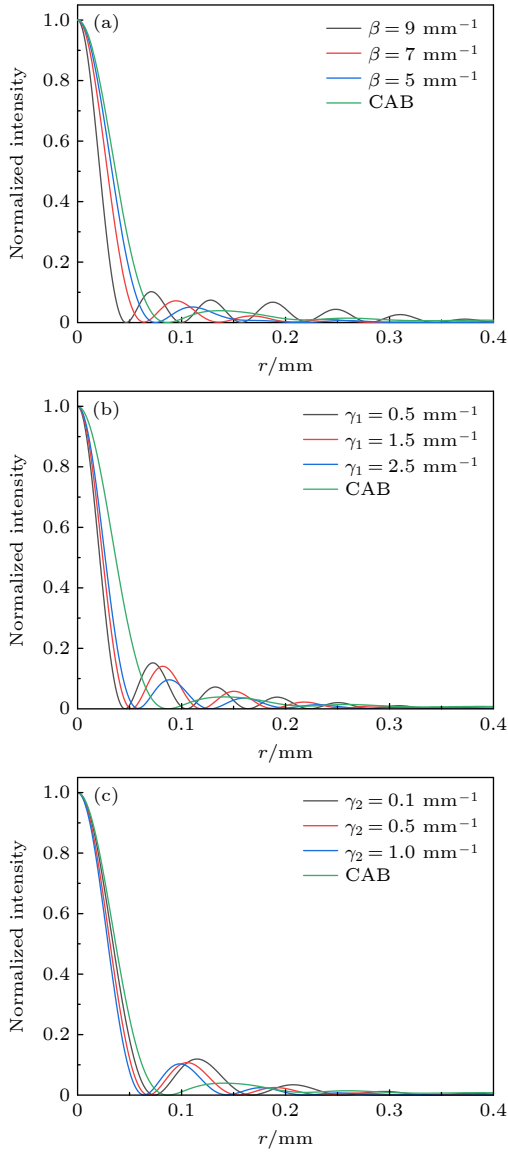 (a)
β = 9 mm⁻¹
β = 7 mm⁻¹
β = 5 mm⁻¹
CAB
Normalized intensity
1.0
0.8
0.6
0.4
0.2
0
0 0.1 0.2 0.3 0.4
r/mm
(b)
γ₁ = 0.5 mm⁻¹
γ₁ = 1.5 mm⁻¹
γ₁ = 2.5 mm⁻¹
CAB
Normalized intensity
1.0
0.8
0.6
0.4
0.2
0
0 0.1 0.2 0.3 0.4
r/mm
(c)
γ₂ = 0.1 mm⁻¹
γ₂ = 0.5 mm⁻¹
γ₂ = 1.0 mm⁻¹
CAB
Normalized intensity
1.0
0.8
0.6
0.4
0.2
0
0 0.1 0.2 0.3 0.4
r/mm